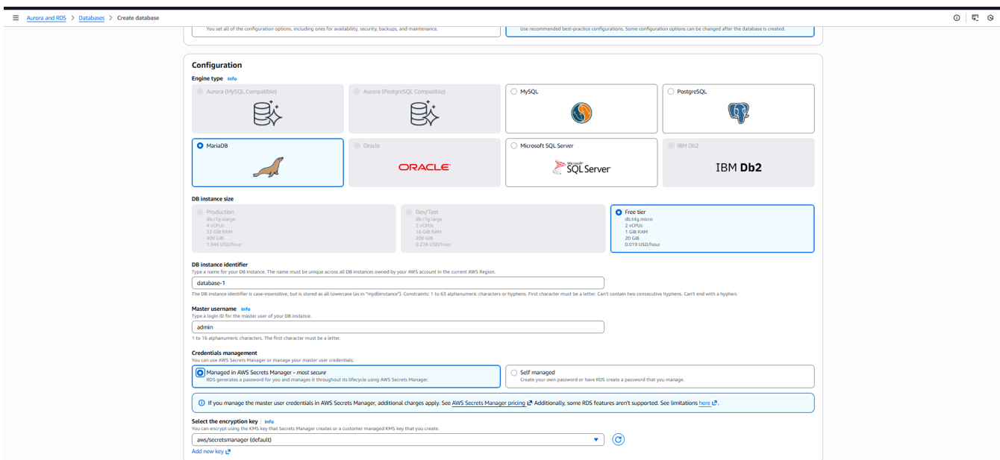 Aurora and RDS > Databases > Create database
You set all of the configuration options, including ones for availability, security, backups, and maintenance.
Use recommended best-practice configurations. Some configuration options can be changed after the database is created.
Configuration
Engine type Info
Aurora (MySQL Compatible)
Aurora (PostgreSQL Compatible)
MySQL
PostgreSQL
MariaDB
Oracle
ORACLE
Microsoft SQL Server
Microsoft SQL Server
IBM Db2
IBM Db2
DB instance size
Production
db.r7g.xlarge
4 vCPUs
32 GiB RAM
400 GiB
1.946 USD/hour
Dev/Test
db.r7g.large
2 vCPUs
16 GiB RAM
200 GiB
0.278 USD/hour
Free tier
db.t4g.micro
2 vCPUs
1 GiB RAM
20 GiB
0.019 USD/hour
DB instance identifier
Type a name for your DB instance. The name must be unique across all DB instances owned by your AWS account in the current AWS Region.
database-1
The DB instance identifier is case-insensitive, but is stored as all lowercase (as in "mydbinstance"). Constraints: 1 to 63 alphanumeric characters or hyphens. First character must be a letter. Can't contain two consecutive hyphens. Can't end with a hyphen.
Master username Info
Type a login ID for the master user of your DB instance.
admin
1 to 16 alphanumeric characters. The first character must be a letter.
Credentials management
You can use AWS Secrets Manager or manage your master user credentials.
Managed in AWS Secrets Manager - most secure
RDS generates a password for you and manages it throughout its lifecycle using AWS Secrets Manager.
Self managed
Create your own password or have RDS create a password that you manage.
If you manage the master user credentials in AWS Secrets Manager, additional charges apply. See AWS Secrets Manager pricing Additionally, some RDS features aren't supported. See limitations here .
Select the encryption key | Info
You can encrypt using the KMS key that Secrets Manager creates or a customer managed KMS key that you create.
aws/secretsmanager (default)
Add new key